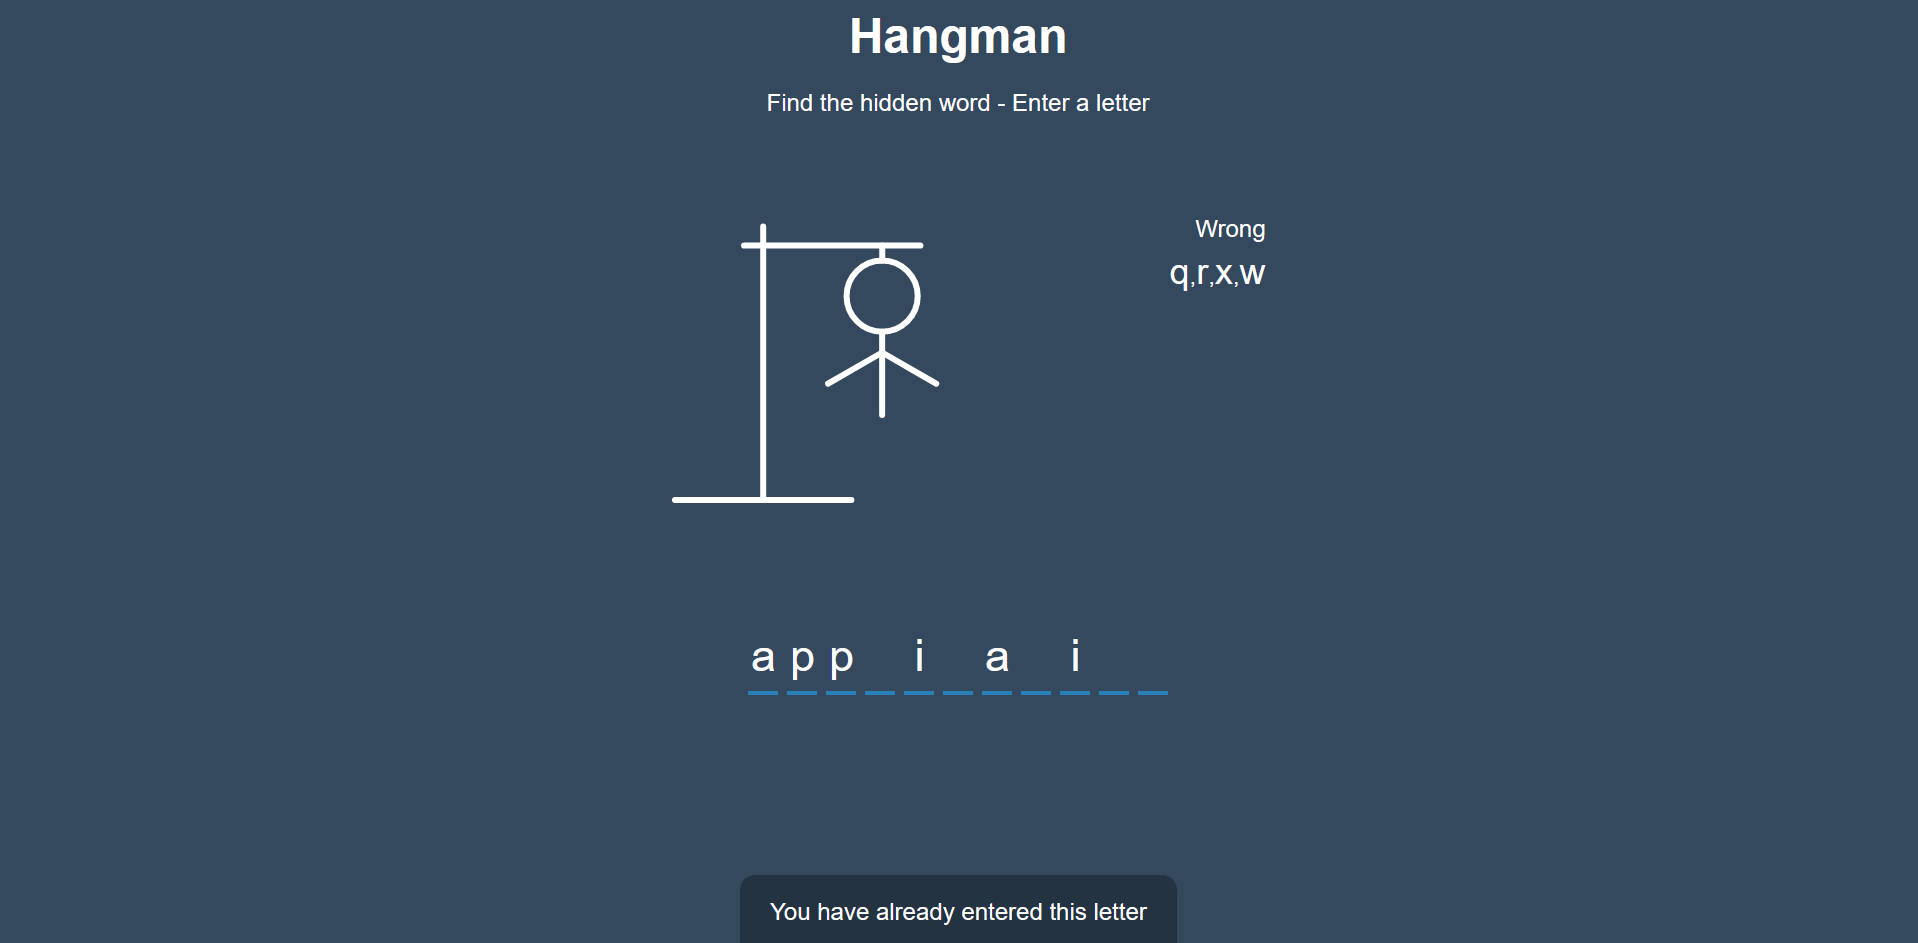 Hangman
Find the hidden word - Enter a letter
Wrong
q,r,x,w
a p p i a i
You have already entered this letter